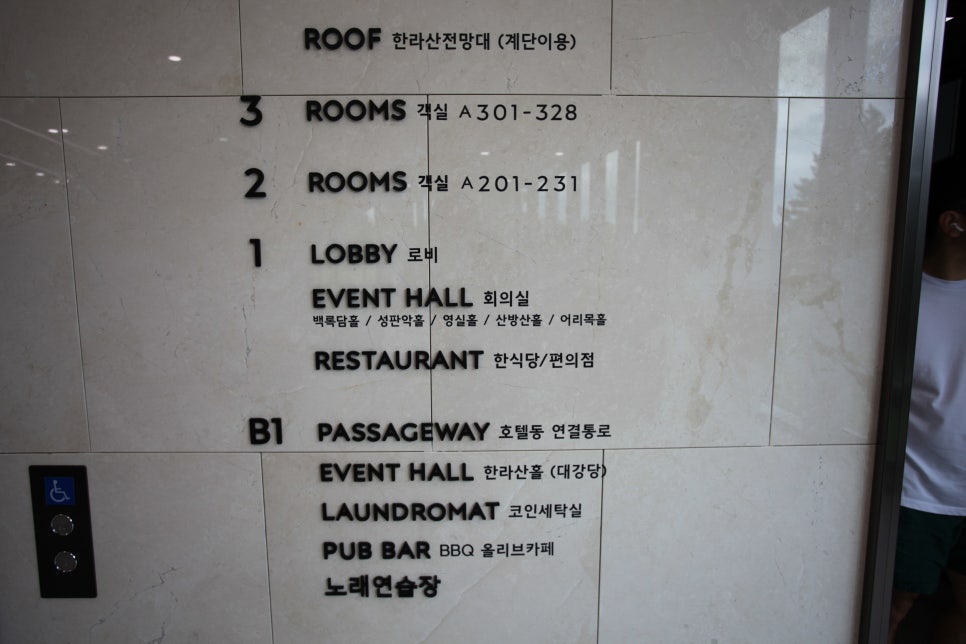 ROOF 한라산전망대 (계단이용)
3 ROOMS 객실 A301-328
2 ROOMS 객실 A201-231
1 LOBBY 로비
EVENT HALL 회의실
백록담홀 / 성판악홀 / 영실홀 / 산방산홀 / 어리목홀
RESTAURANT 한식당/편의점
B1 PASSAGEWAY 호텔동 연결통로
EVENT HALL 한라산홀 (대강당)
LAUNDROMAT 코인세탁실
PUB BAR BBQ 올리브카페
노래연습장